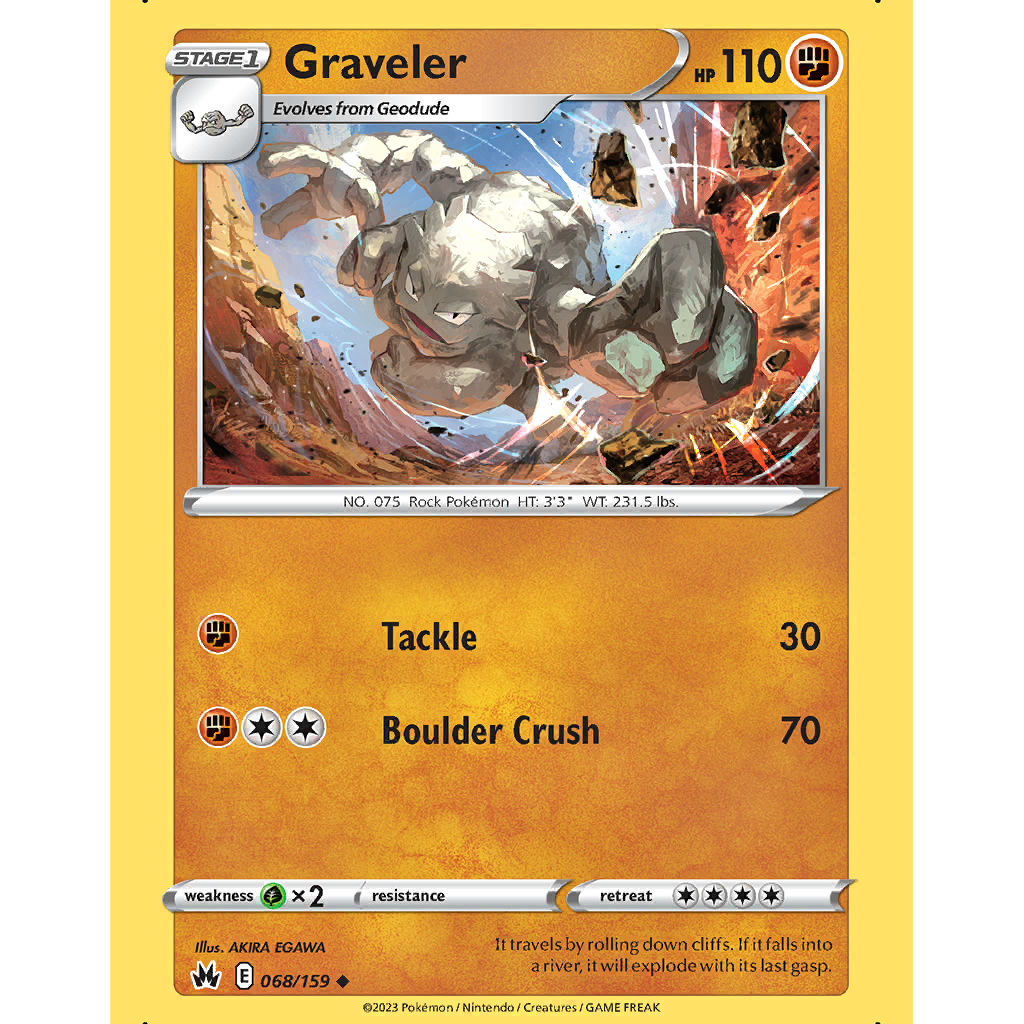 STAGE1 Graveler HP 110
Evolves from Geodude
NO. 075 Rock Pokémon HT: 3'3" WT: 231.5 lbs.
Tackle 30
Boulder Crush 70
weakness ×2 resistance retreat
Illus. AKIRA EGAWA
It travels by rolling down cliffs. If it falls into
a river, it will explode with its last gasp.
E 068/159
©2023 Pokémon / Nintendo / Creatures / GAME FREAK